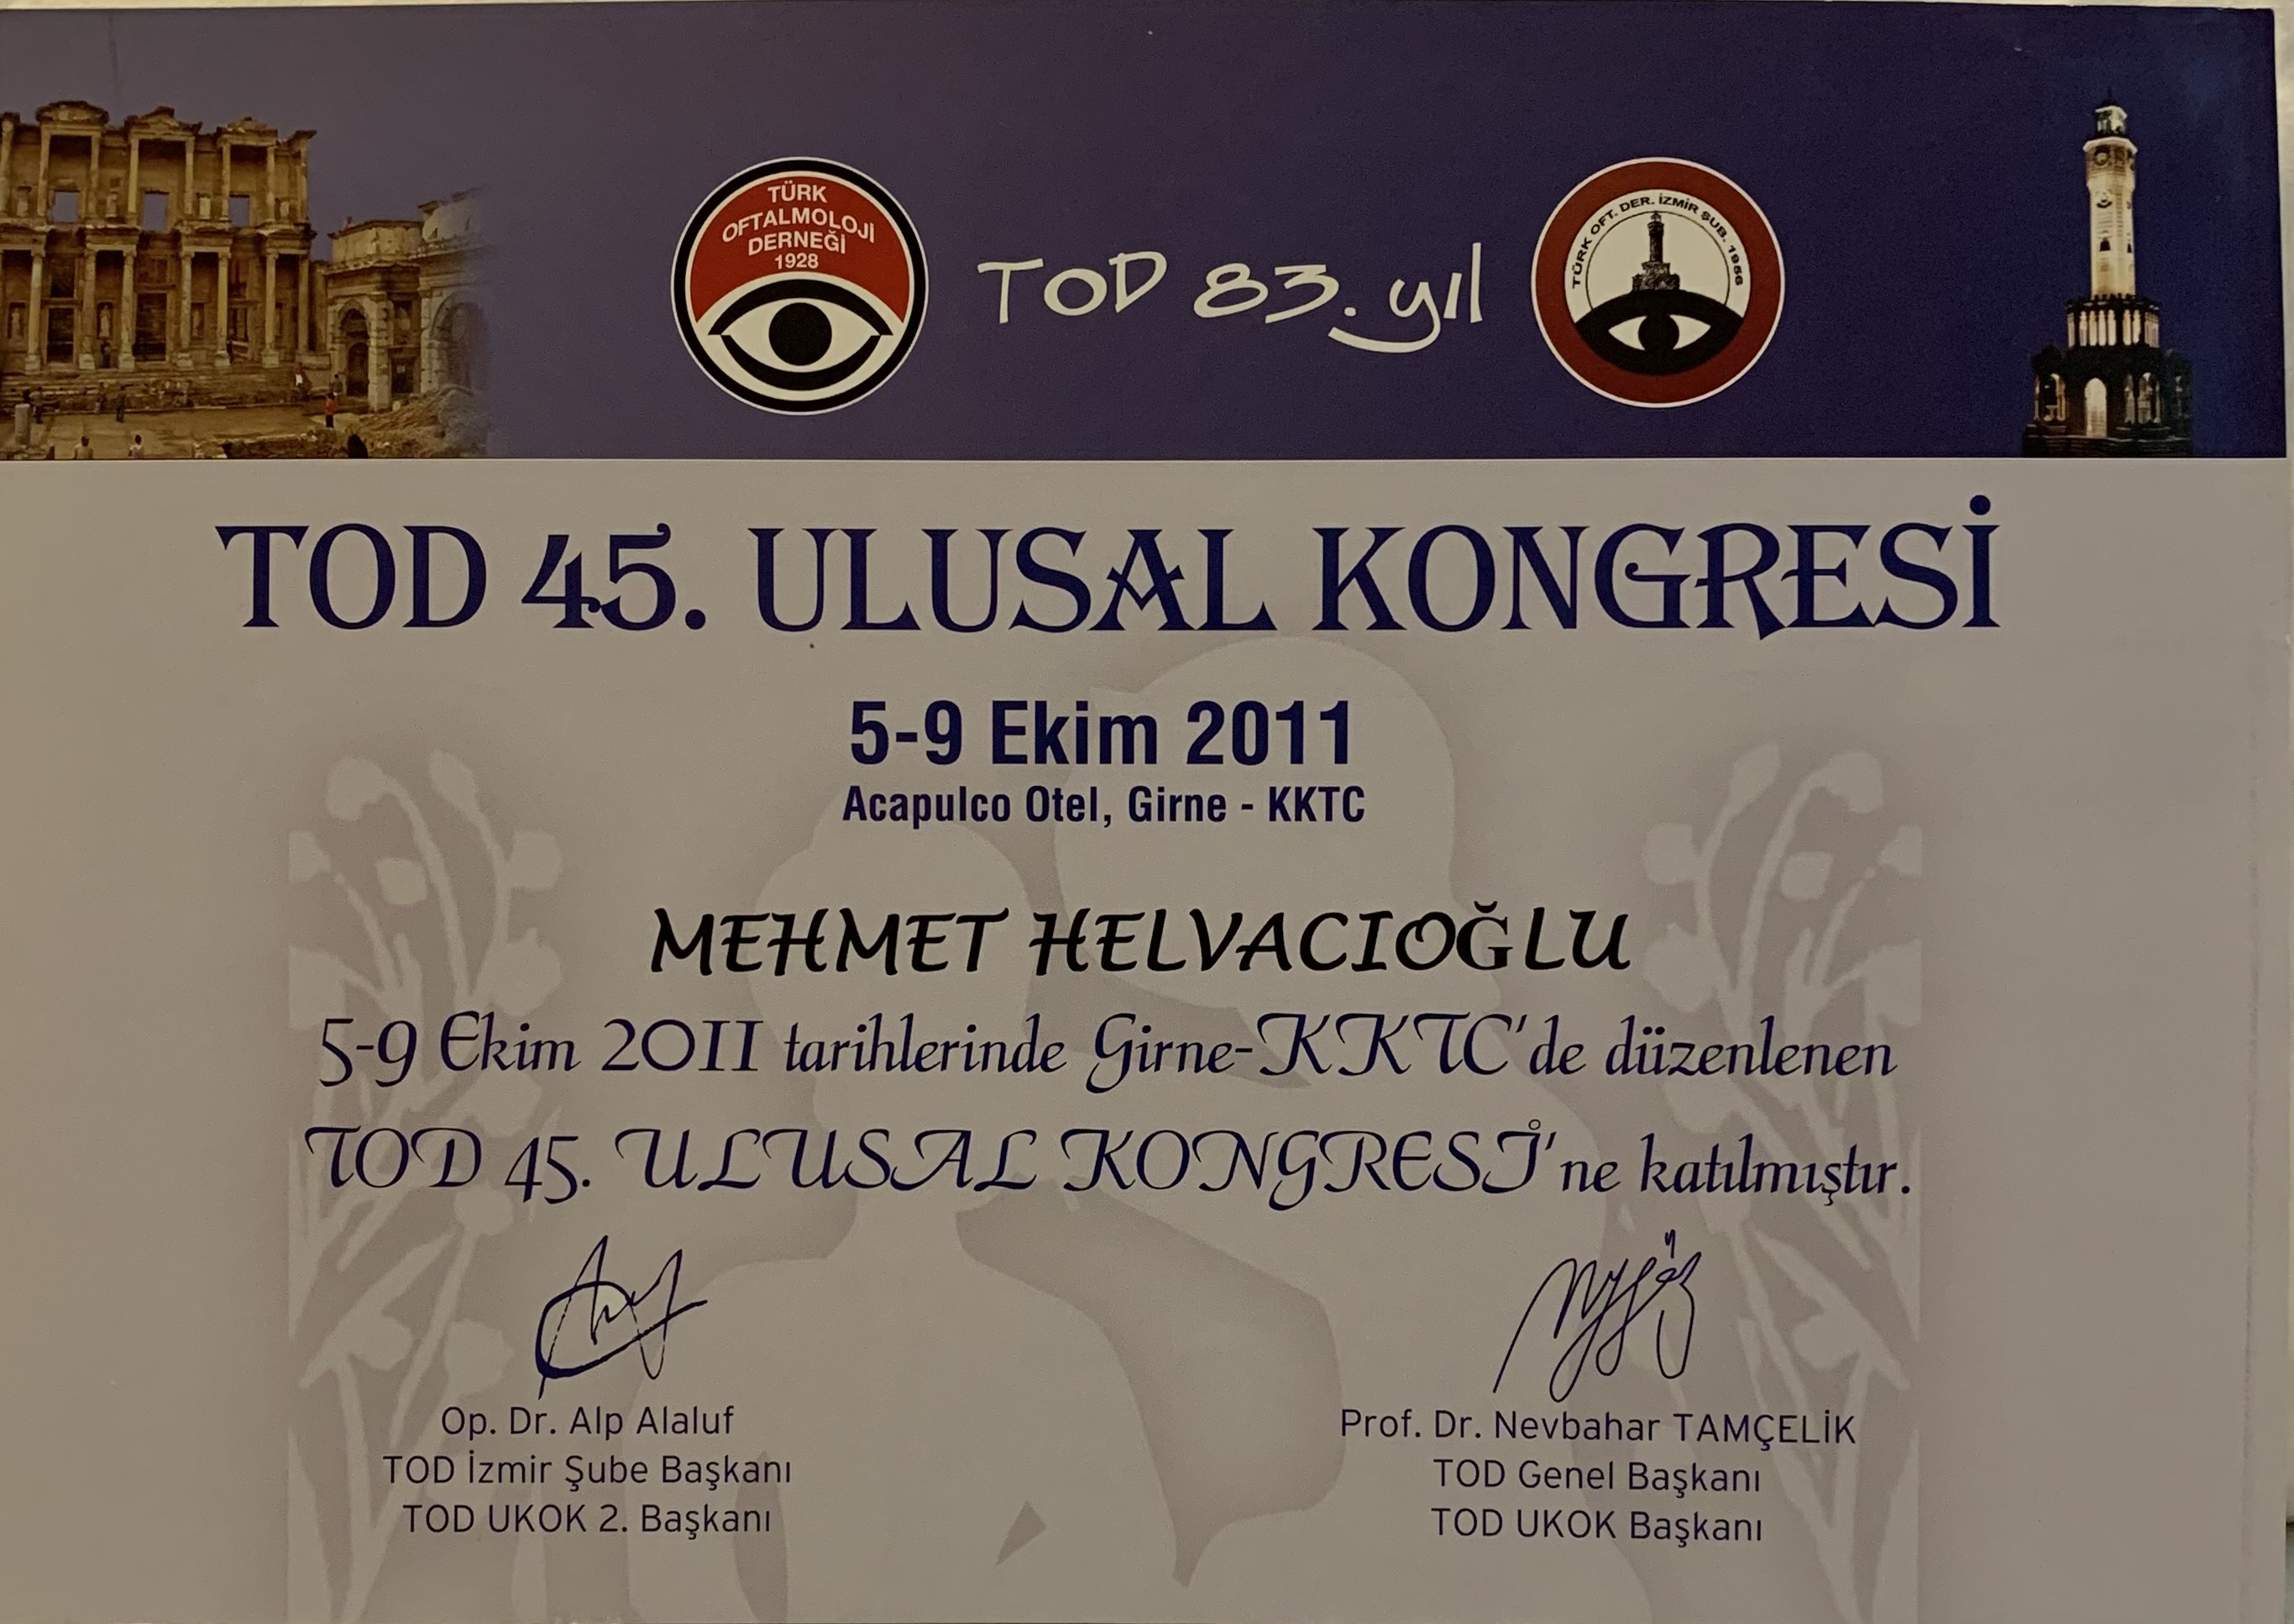 TÜRK
OFTALMOLOJİ
DERNEĞİ
1928
TOD 83. yıl
TÜRK OFT. DER. İZMİR ŞUB. 1956
TOD 45. ULUSAL KONGRESİ
5-9 Ekim 2011
Acapulco Otel, Girne - KKTC
MEHMET HELVACIOĞLU
5-9 Ekim 2011 tarihlerinde Girne-KKTC'de düzenlenen
TOD 45. ULUSAL KONGRESİ'ne katılmıştır.
Op. Dr. Alp Alaluf
TOD İzmir Şube Başkanı
TOD UKOK 2. Başkanı
Prof. Dr. Nevbahar TAMÇELİK
TOD Genel Başkanı
TOD UKOK Başkanı